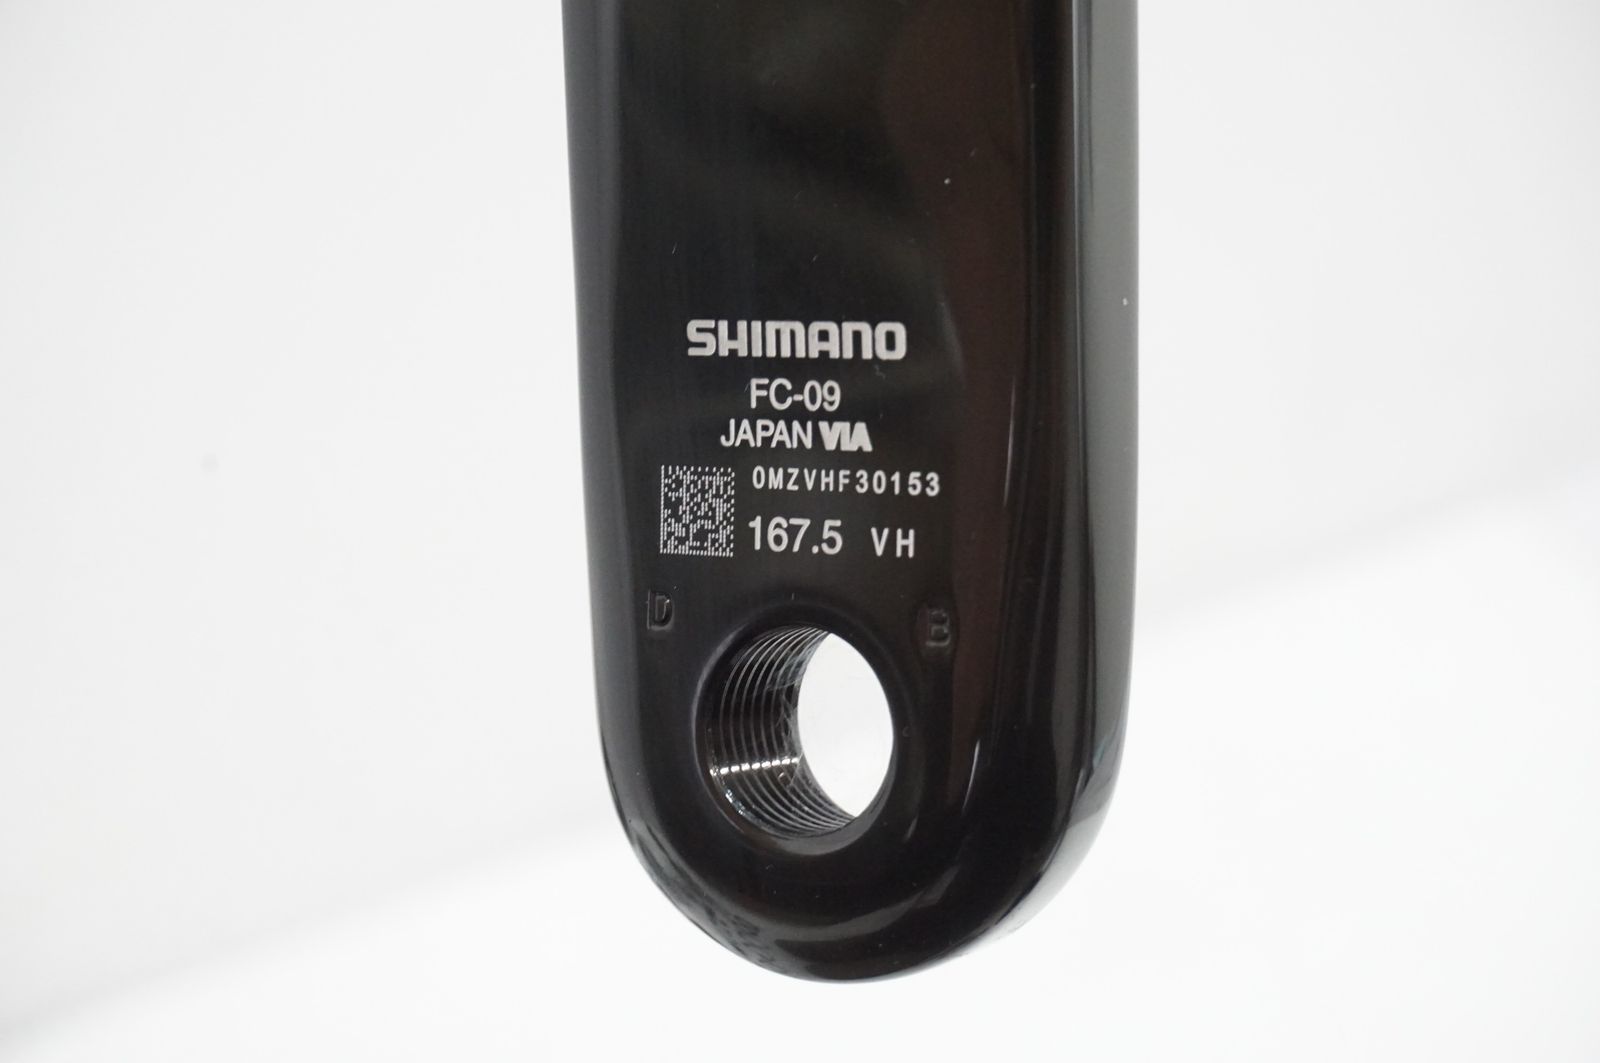 SHIMANO
FC-09
JAPAN VIA
0MZVHF30153
167.5 VH
D B